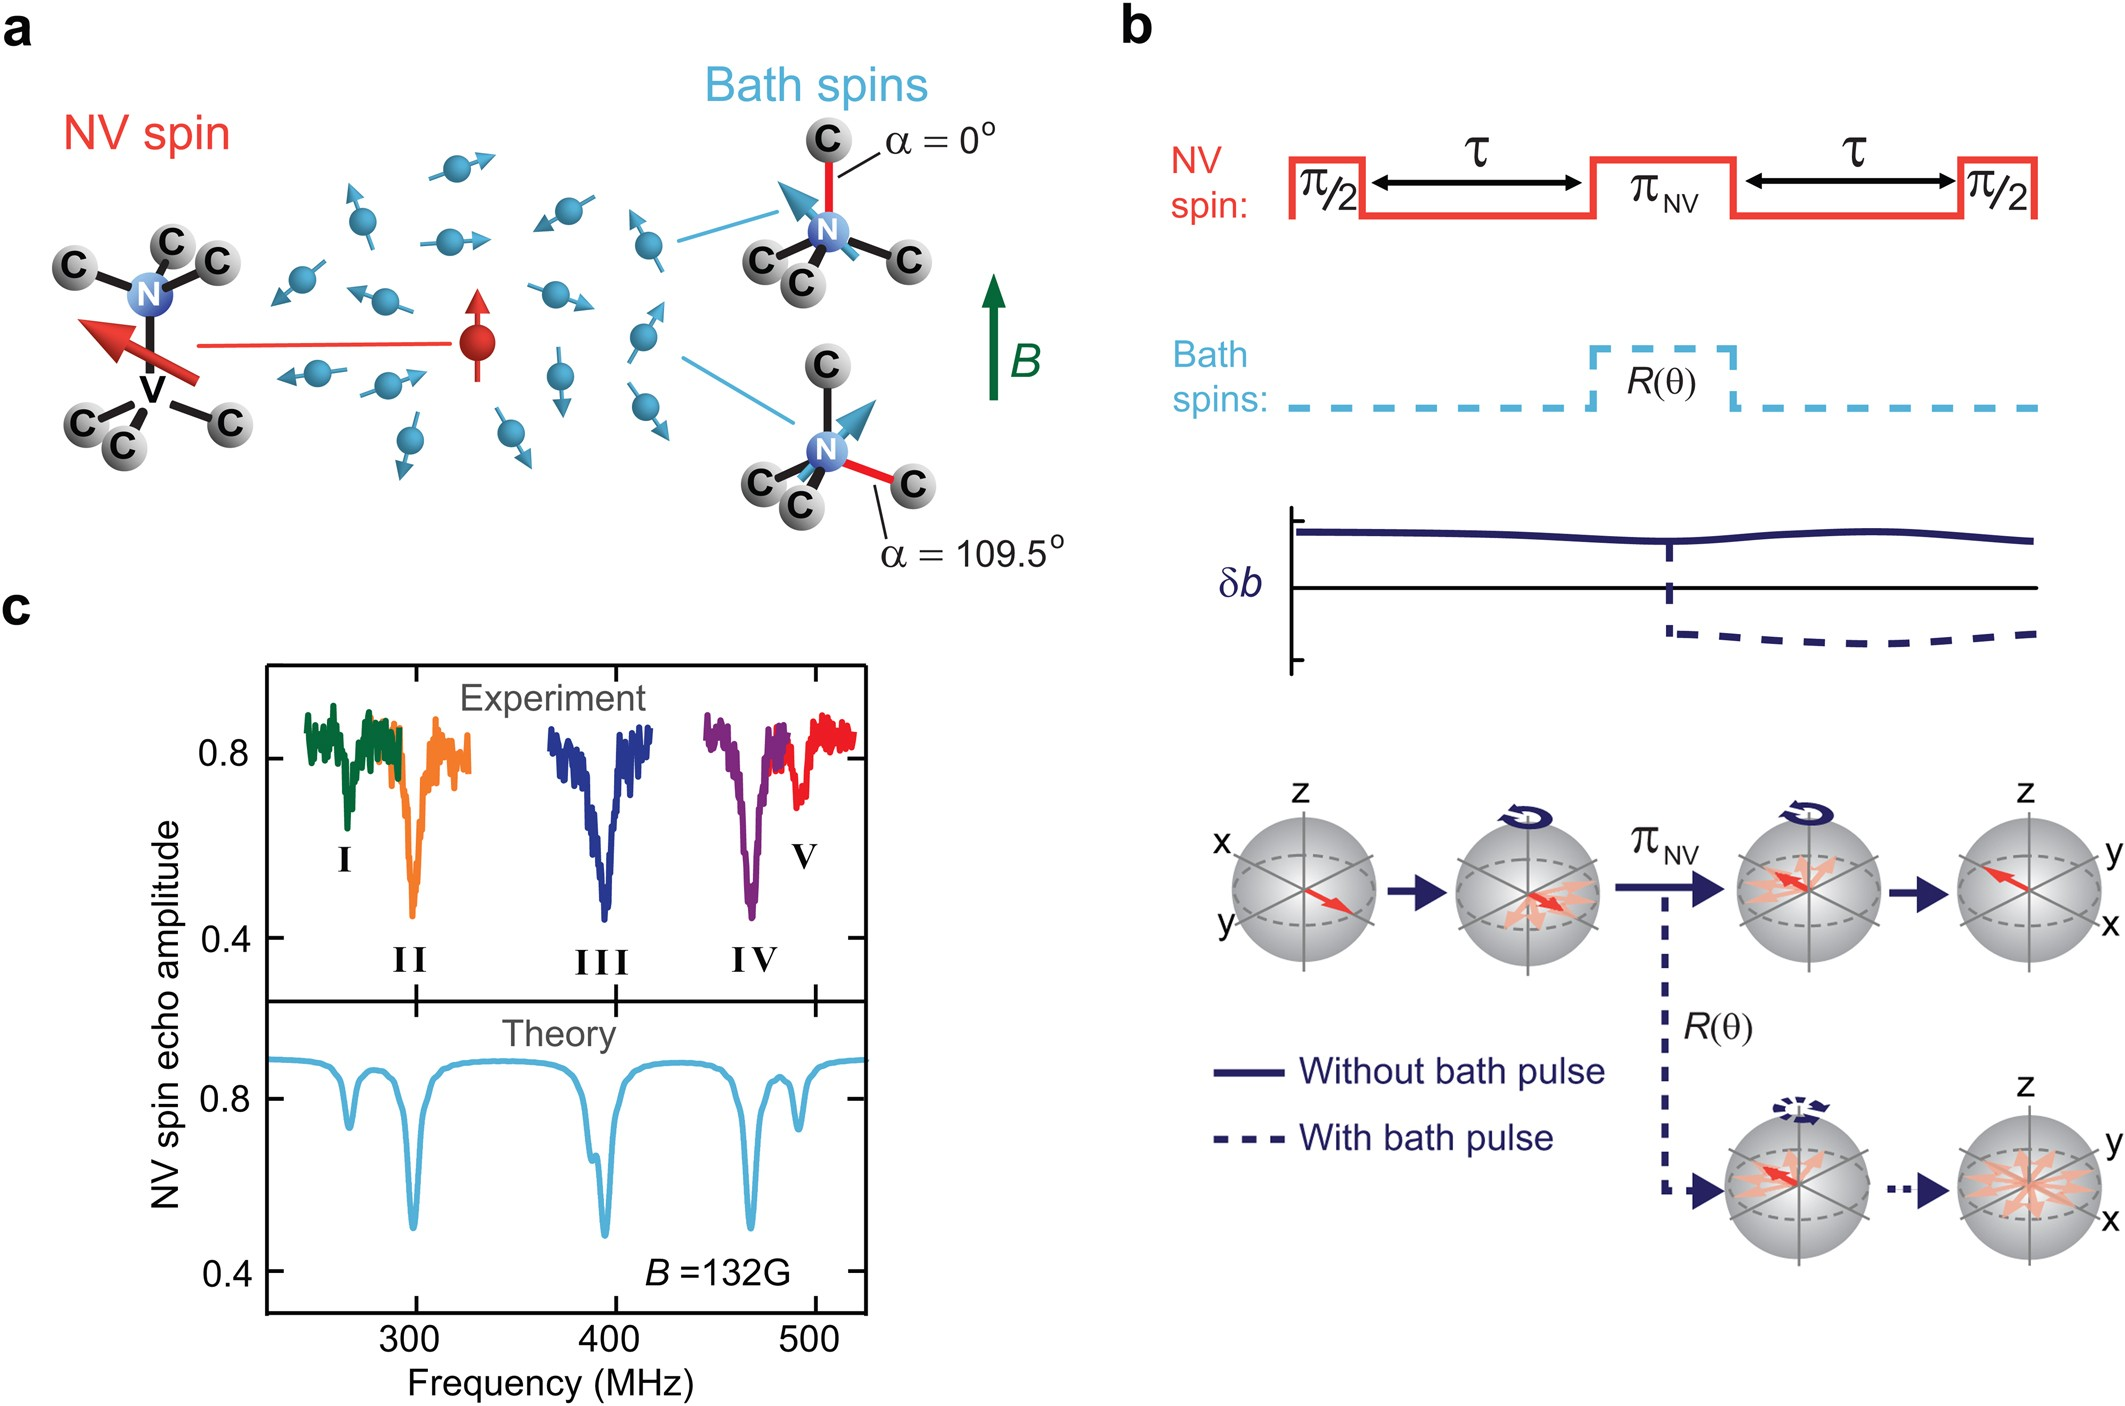 a
NV spin
Bath spins
α = 0°
C
C
C
C
N
V
C
C
C
C
N
C
C
C
B
C
N
C
C
C
α = 109.5°
b
NV
spin:
π/2
τ
π_NV
τ
π/2
Bath
spins:
R(θ)
δb
z
x
y
π_NV
z
y
x
R(θ)
Without bath pulse
With bath pulse
z
y
x
c
NV spin echo amplitude
Experiment
0.8
0.4
I
II
III
IV
V
Theory
0.8
0.4
B =132G
300
400
500
Frequency (MHz)